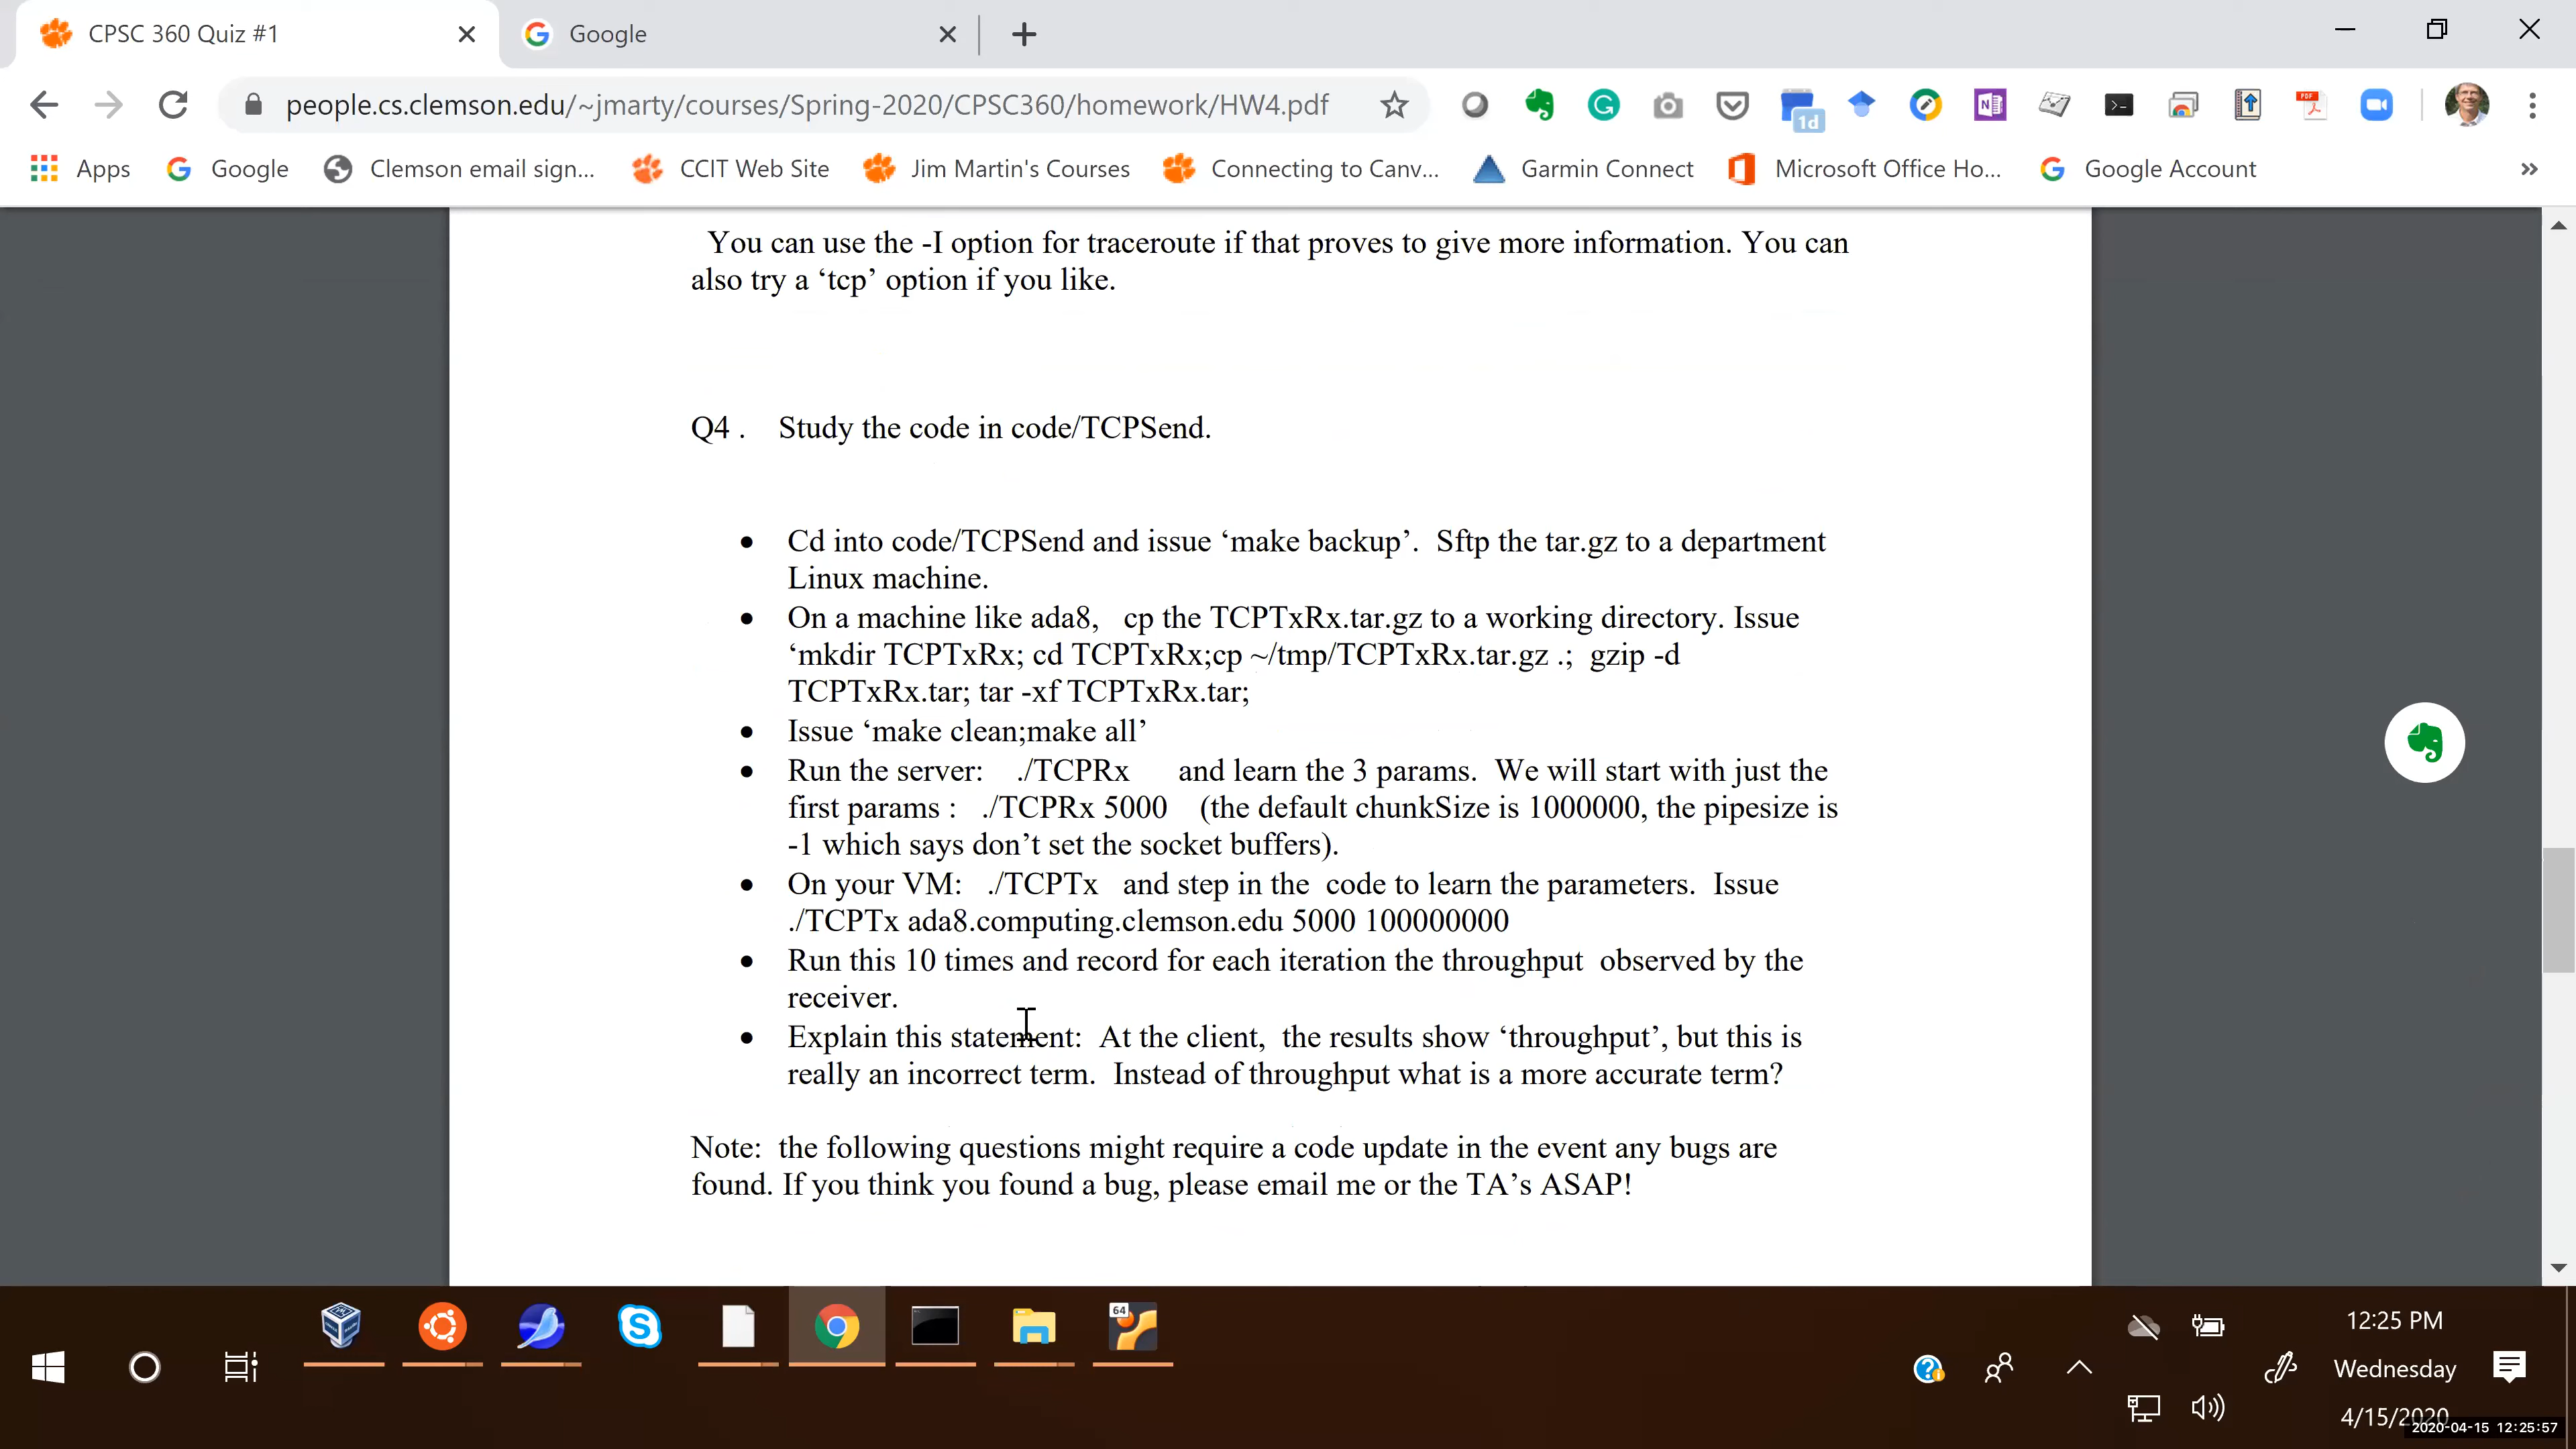 CPSC 360 Quiz #1
Google
people.cs.clemson.edu/~jmarty/courses/Spring-2020/CPSC360/homework/HW4.pdf
1d
Apps
Google
Clemson email sign...
CCIT Web Site
Jim Martin's Courses
Connecting to Canv...
Garmin Connect
Microsoft Office Ho...
Google Account
You can use the -I option for traceroute if that proves to give more information. You can
also try a ‘tcp’ option if you like.
Q4 . Study the code in code/TCPSend.
• Cd into code/TCPSend and issue ‘make backup’. Sftp the tar.gz to a department
Linux machine.
• On a machine like ada8, cp the TCPTxRx.tar.gz to a working directory. Issue
‘mkdir TCPTxRx; cd TCPTxRx;cp ~/tmp/TCPTxRx.tar.gz .; gzip -d
TCPTxRx.tar; tar -xf TCPTxRx.tar;
• Issue ‘make clean;make all’
• Run the server: ./TCPRx and learn the 3 params. We will start with just the
first params : ./TCPRx 5000 (the default chunkSize is 1000000, the pipesize is
-1 which says don’t set the socket buffers).
• On your VM: ./TCPTx and step in the code to learn the parameters. Issue
./TCPTx ada8.computing.clemson.edu 5000 100000000
• Run this 10 times and record for each iteration the throughput observed by the
receiver.
• Explain this statement: At the client, the results show ‘throughput’, but this is
really an incorrect term. Instead of throughput what is a more accurate term?
Note: the following questions might require a code update in the event any bugs are
found. If you think you found a bug, please email me or the TA’s ASAP!
64
12:25 PM
Wednesday
4/15/2020
2020-04-15 12:25:57